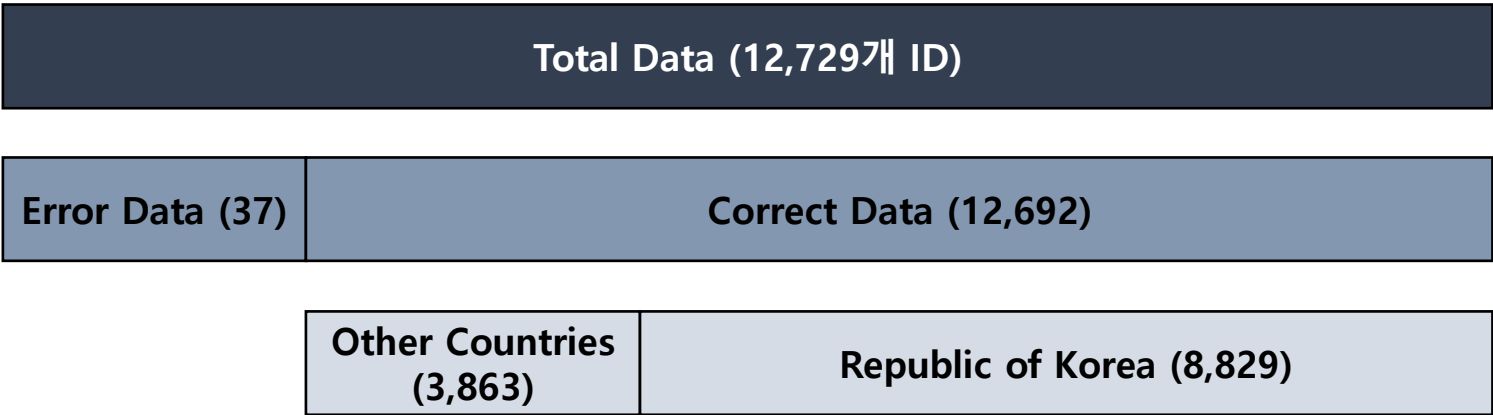 Total Data (12,729개 ID)
Error Data (37)
Correct Data (12,692)
Other Countries
(3,863)
Republic of Korea (8,829)